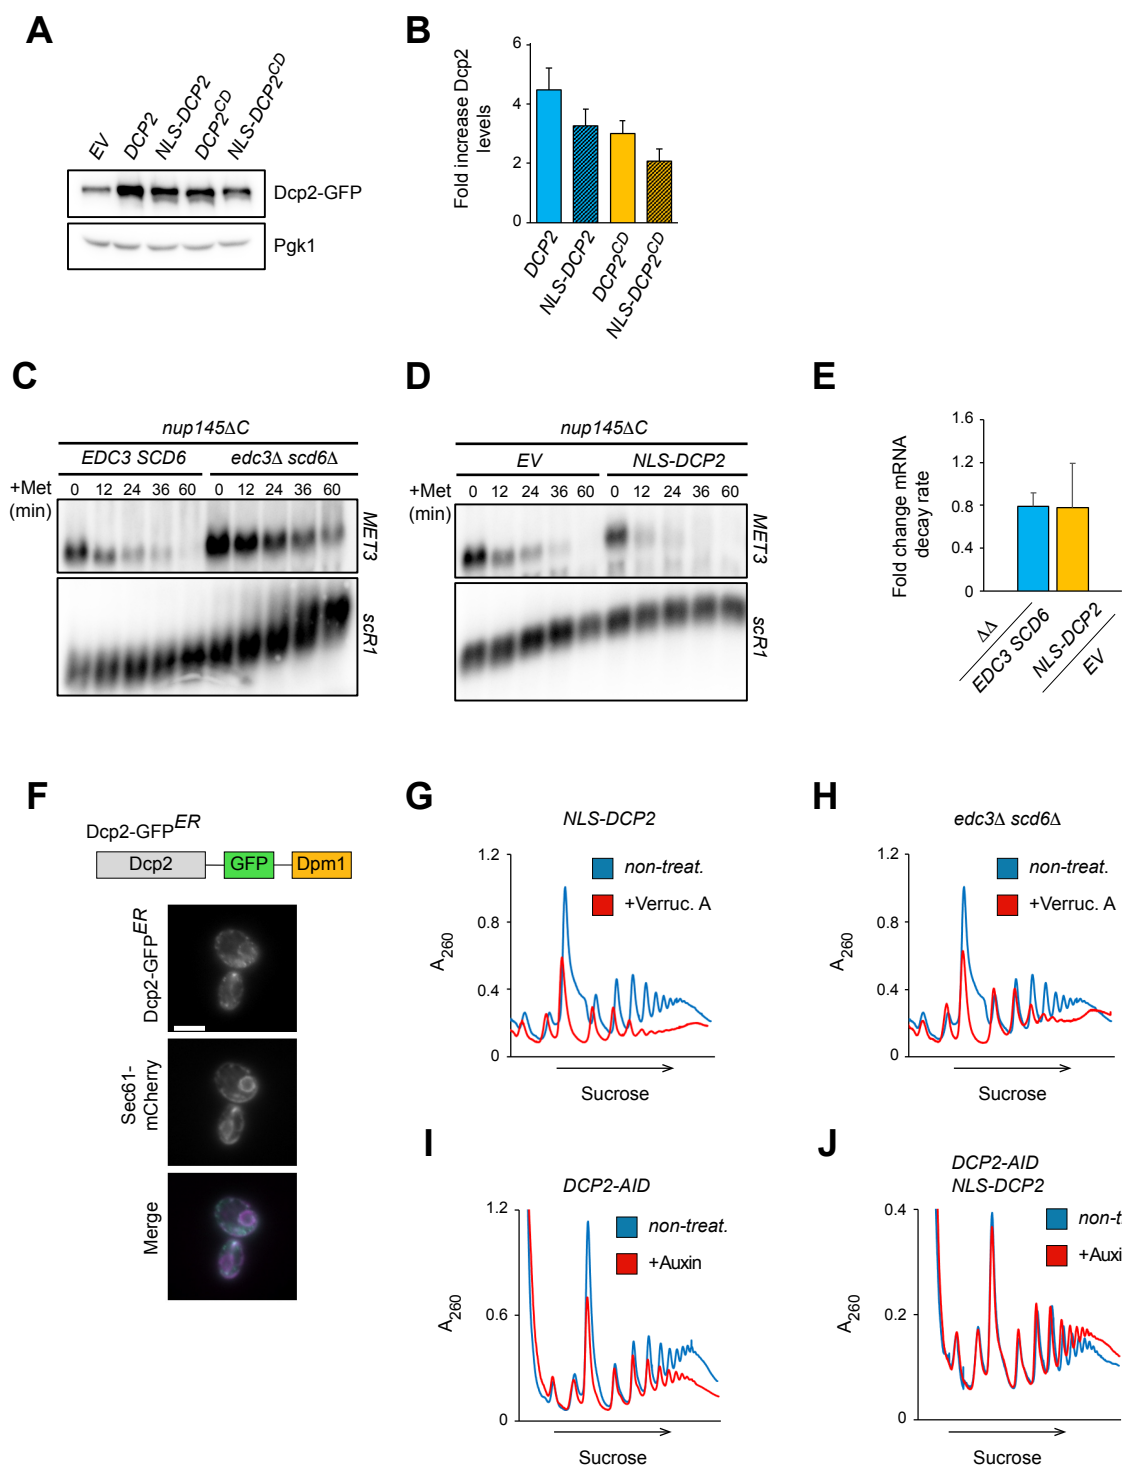 A
EV
DCP2
NLS-DCP2
DCP2CD
NLS-DCP2CD
Dcp2-GFP
Pgk1
B
Fold increase Dcp2
levels
6
4
2
0
DCP2
NLS-DCP2
DCP2CD
NLS-DCP2CD
C
nup145ΔC
EDC3 SCD6 edc3Δ scd6Δ
+Met
(min)
0 12 24 36 60 0 12 24 36 60
MET3
scR1
D
nup145ΔC
EV NLS-DCP2
+Met
(min)
0 12 24 36 60 0 12 24 36 60
MET3
scR1
E
Fold change mRNA
decay rate
1.6
1.2
0.8
0.4
0
ΔΔ
EDC3 SCD6
NLS-DCP2
EV
F
Dcp2-GFPER
Dcp2 GFP Dpm1
Dcp2-GFPER
Sec61-
mCherry
Merge
G
NLS-DCP2
1.2
0.8
0.4
0
A260
non-treat.
+Verruc. A
Sucrose
H
edc3Δ scd6Δ
1.2
0.8
0.4
0
A260
non-treat.
+Verruc. A
Sucrose
I
DCP2-AID
1.2
0.6
0
A260
non-treat.
+Auxin
Sucrose
J
DCP2-AID
NLS-DCP2
0.4
0.2
0
A260
non-t
+Auxi
Sucrose